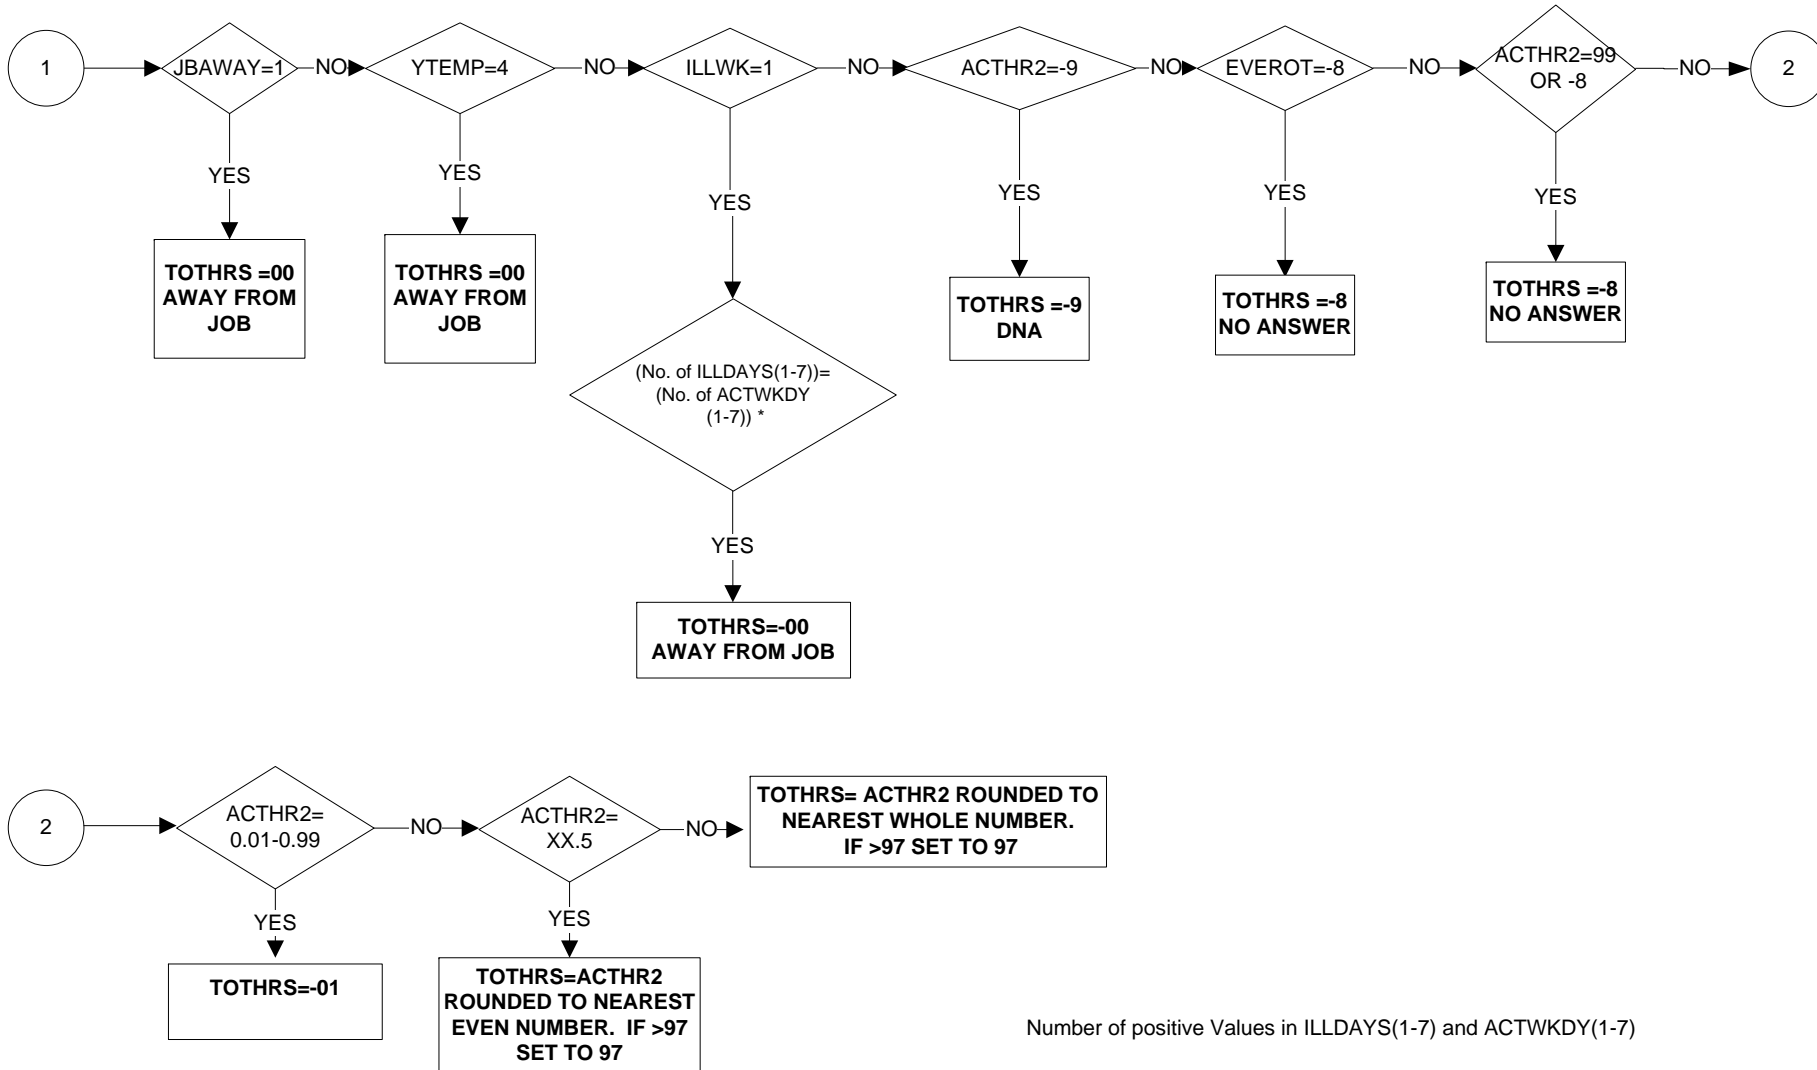 1
JBAWAY=1
NO
YTEMP=4
NO
ILLWK=1
NO
ACTHR2=-9
NO
EVEROT=-8
NO
ACTHR2=99
OR -8
NO
2
YES
YES
YES
YES
YES
YES
TOTHRS =00
AWAY FROM
JOB
TOTHRS =00
AWAY FROM
JOB
(No. of ILLDAYS(1-7))=
(No. of ACTWKDY
(1-7)) *
TOTHRS =-9
DNA
TOTHRS =-8
NO ANSWER
TOTHRS =-8
NO ANSWER
YES
TOTHRS=-00
AWAY FROM JOB
2
ACTHR2=
0.01-0.99
NO
ACTHR2=
XX.5
NO
TOTHRS= ACTHR2 ROUNDED TO
NEAREST WHOLE NUMBER.
IF >97 SET TO 97
YES
YES
TOTHRS=-01
TOTHRS=ACTHR2
ROUNDED TO NEAREST
EVEN NUMBER.  IF >97
SET TO 97
Number of positive Values in ILLDAYS(1-7) and ACTWKDY(1-7)